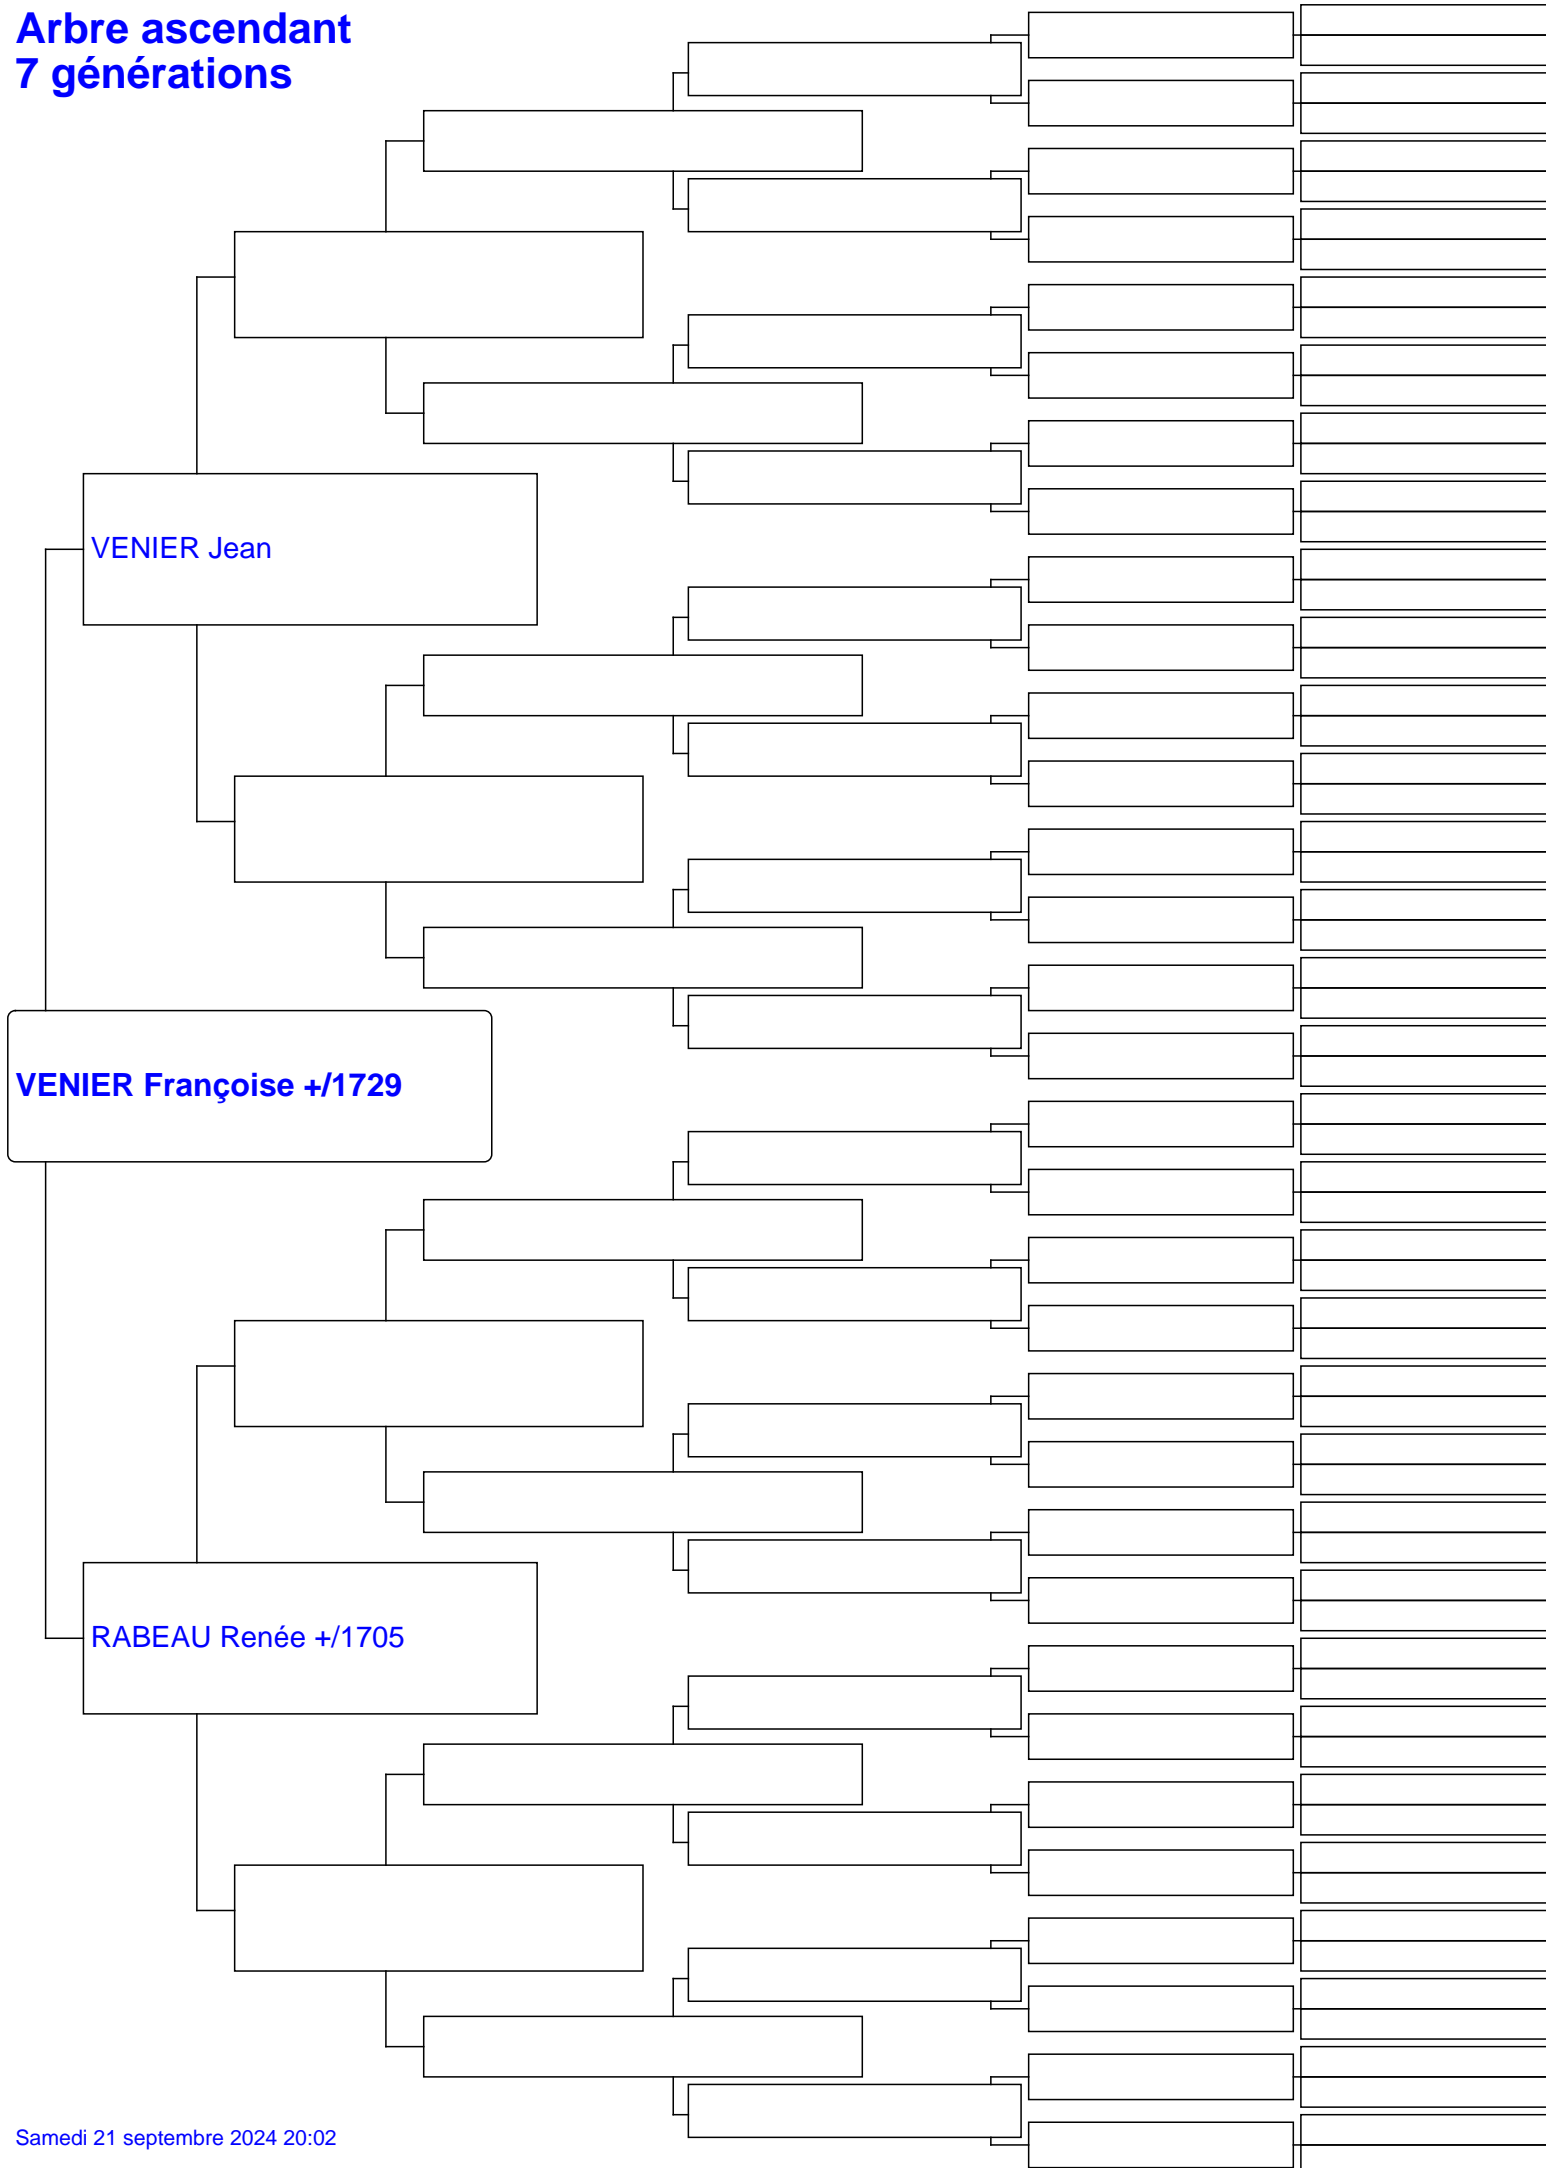 Arbre ascendant
7 générations
VENIER Jean
VENIER Françoise +/1729
RABEAU Renée +/1705
Samedi 21 septembre 2024 20:02